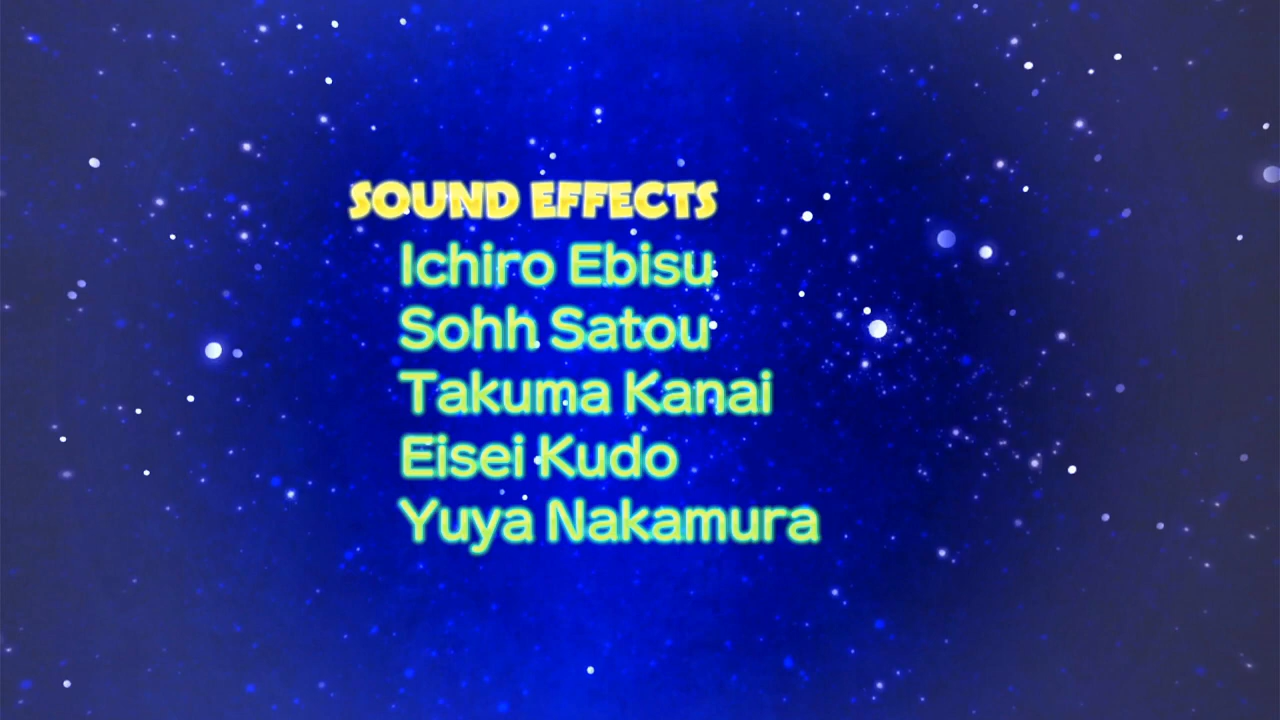 SOUND EFFECTS
Ichiro Ebisu
Sohh Satou
Takuma Kanai
Eisei Kudo
Yuya Nakamura